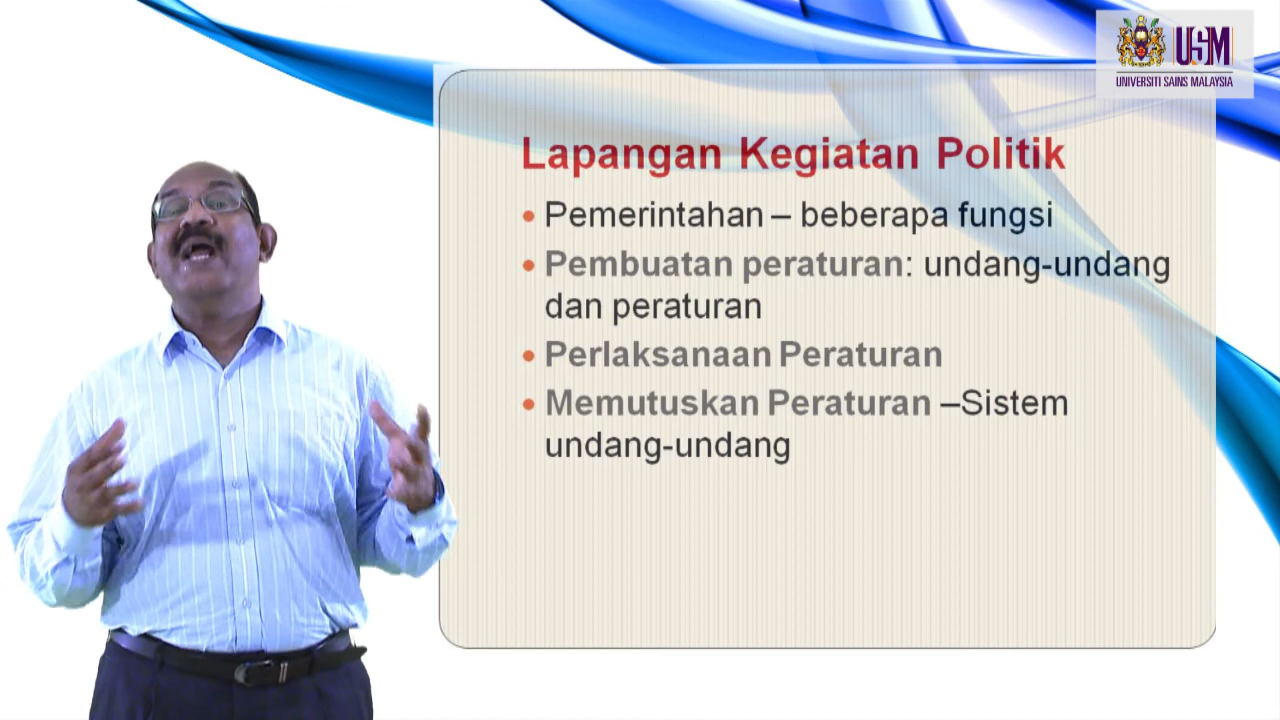 USM
UNIVERSITI SAINS MALAYSIA
Lapangan Kegiatan Politik
• Pemerintahan – beberapa fungsi
• Pembuatan peraturan: undang-undang
dan peraturan
• Perlaksanaan Peraturan
• Memutuskan Peraturan –Sistem
undang-undang